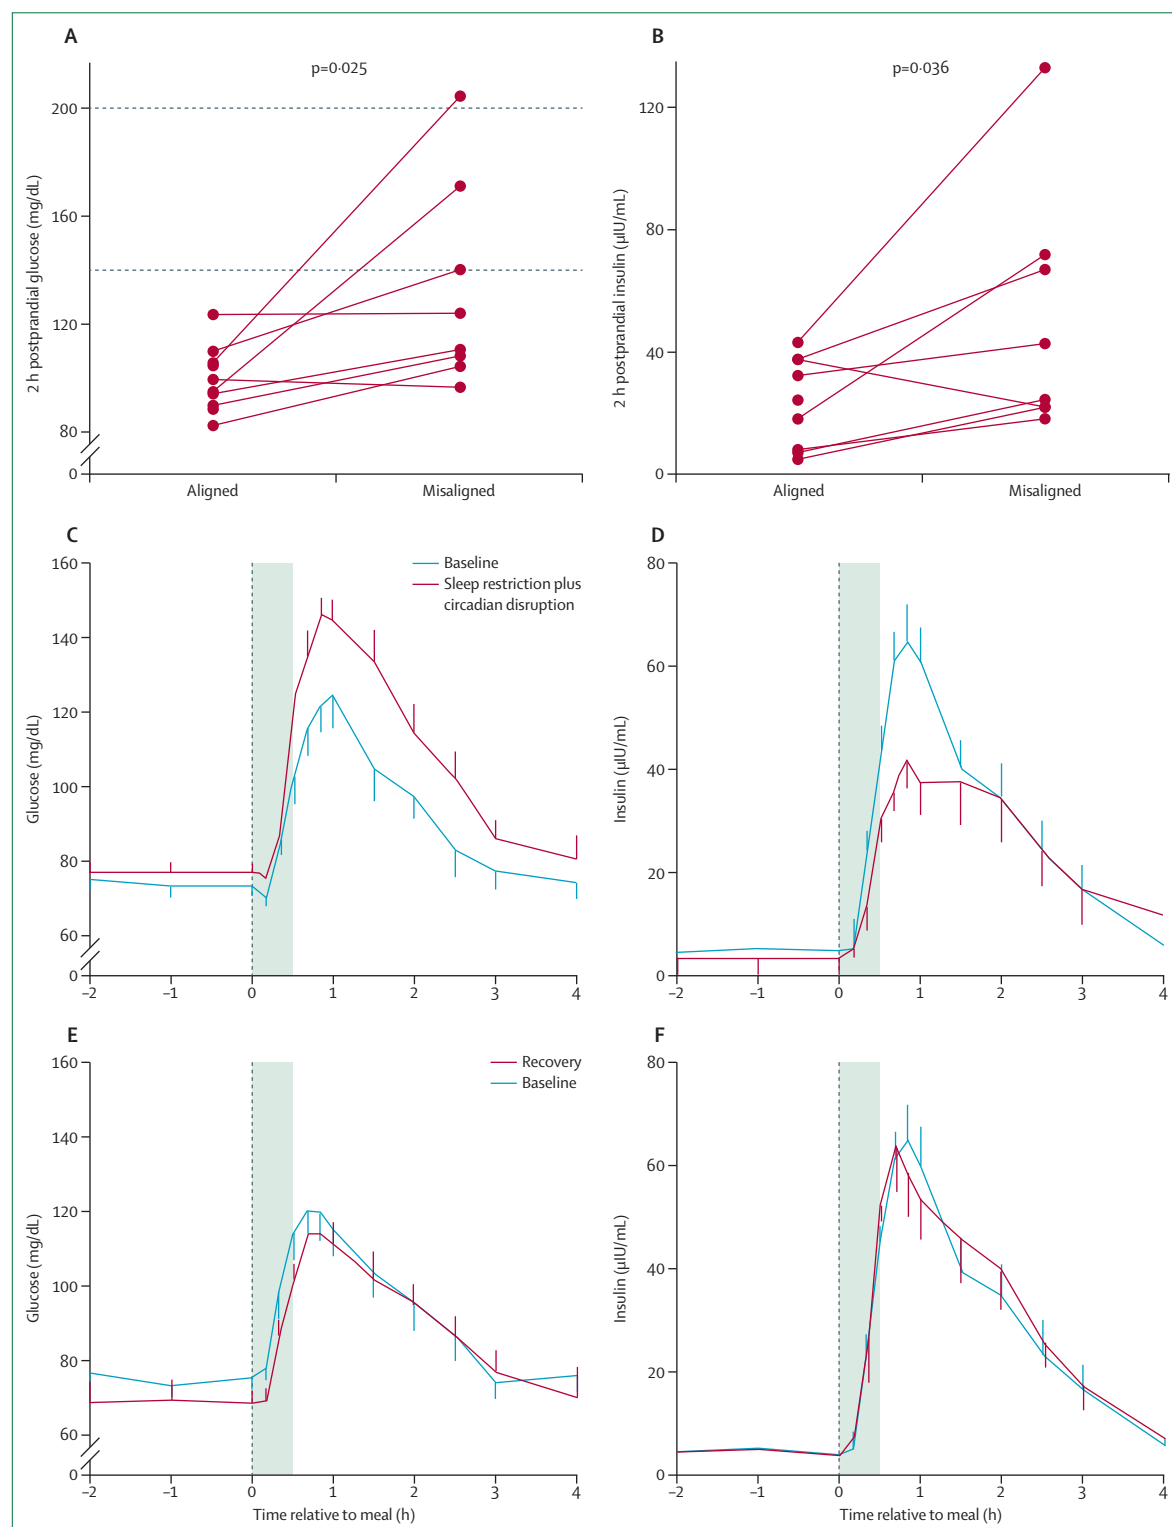 A
p=0·025
2 h postprandial glucose (mg/dL)
200
160
120
80
0
Aligned
Misaligned
B
p=0·036
2 h postprandial insulin (µIU/mL)
120
80
40
0
Aligned
Misaligned
C
Baseline
Sleep restriction plus
circadian disruption
Glucose (mg/dL)
160
140
120
100
80
60
0
–2 –1 0 1 2 3 4
D
Insulin (µIU/mL)
80
60
40
20
0
–2 –1 0 1 2 3 4
E
Recovery
Baseline
Glucose (mg/dL)
160
140
120
100
80
60
0
–2 –1 0 1 2 3 4
Time relative to meal (h)
F
Insulin (µIU/mL)
80
60
40
20
0
–2 –1 0 1 2 3 4
Time relative to meal (h)